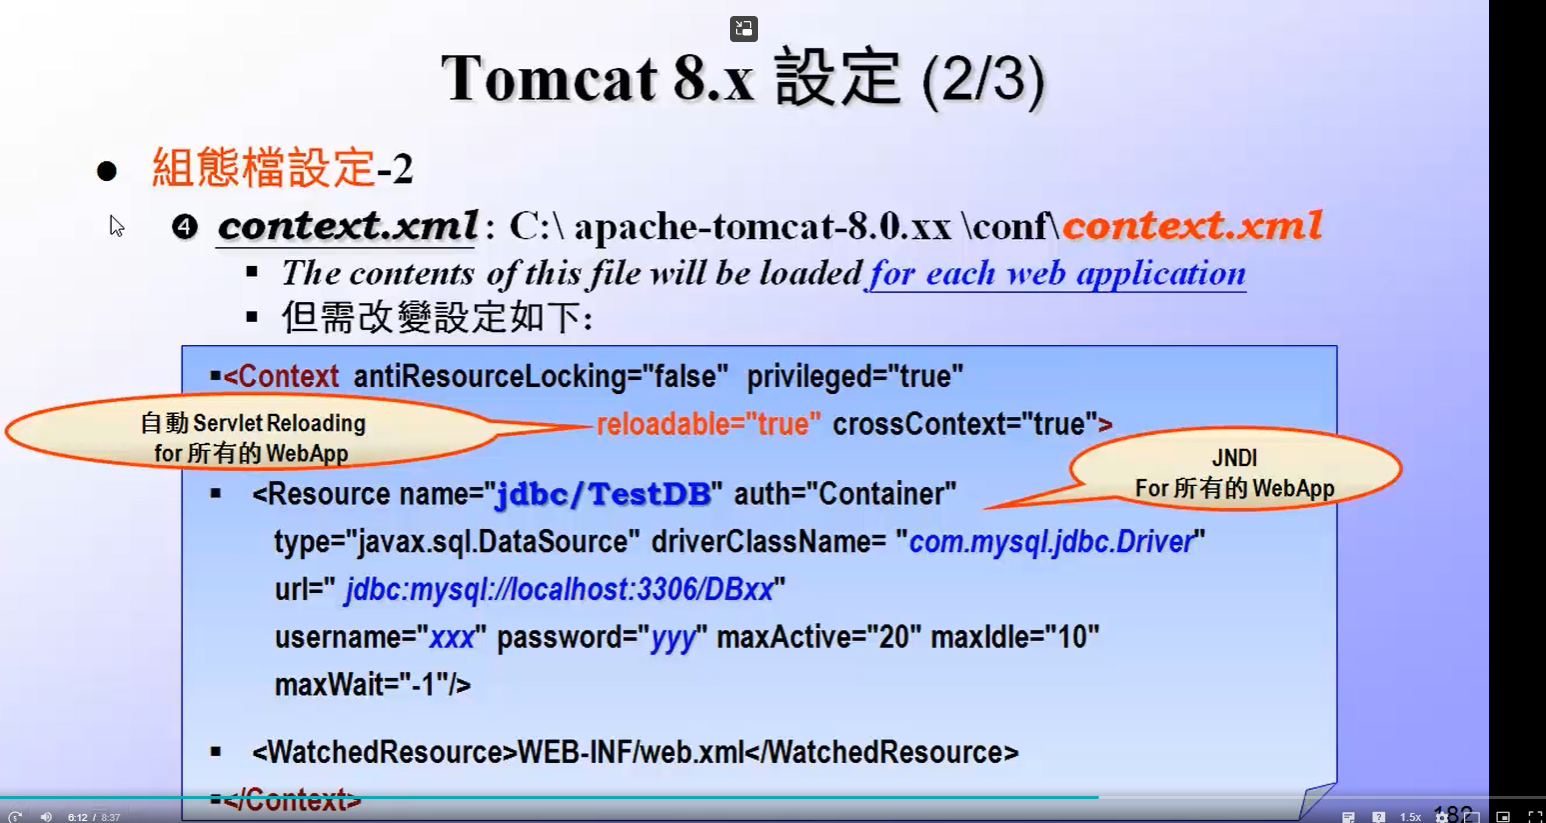 Tomcat 8.x 設定 (2/3)
● 組態檔設定-2
❹ context.xml : C:\ apache-tomcat-8.0.xx \conf\context.xml
▪ The contents of this file will be loaded for each web application
▪ 但需改變設定如下:
▪<Context antiResourceLocking="false" privileged="true"
自動 Servlet Reloading
for 所有的 WebApp
reloadable="true" crossContext="true">
JNDI
For 所有的 WebApp
▪ <Resource name="jdbc/TestDB" auth="Container"
type="javax.sql.DataSource" driverClassName= "com.mysql.jdbc.Driver"
url=" jdbc:mysql://localhost:3306/DBxx"
username="xxx" password="yyy" maxActive="20" maxIdle="10"
maxWait="-1"/>
▪ <WatchedResource>WEB-INF/web.xml</WatchedResource>
▪</Context>
5 6:12 / 8:37 1.5x 182